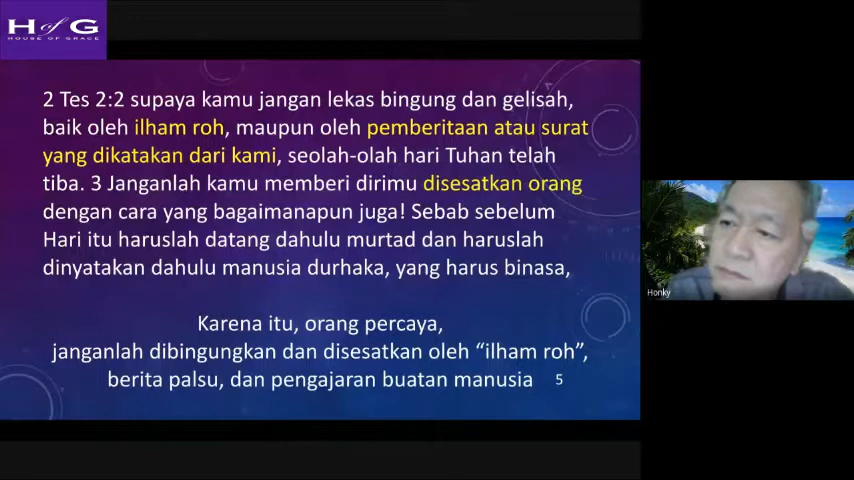 H of G
HOUSE OF GRACE
2 Tes 2:2 supaya kamu jangan lekas bingung dan gelisah,
baik oleh ilham roh, maupun oleh pemberitaan atau surat
yang dikatakan dari kami, seolah-olah hari Tuhan telah
tiba. 3 Janganlah kamu memberi dirimu disesatkan orang
dengan cara yang bagaimanapun juga! Sebab sebelum
Hari itu haruslah datang dahulu murtad dan haruslah
dinyatakan dahulu manusia durhaka, yang harus binasa,
Karena itu, orang percaya,
janganlah dibingungkan dan disesatkan oleh “ilham roh”,
berita palsu, dan pengajaran buatan manusia
5
Honky